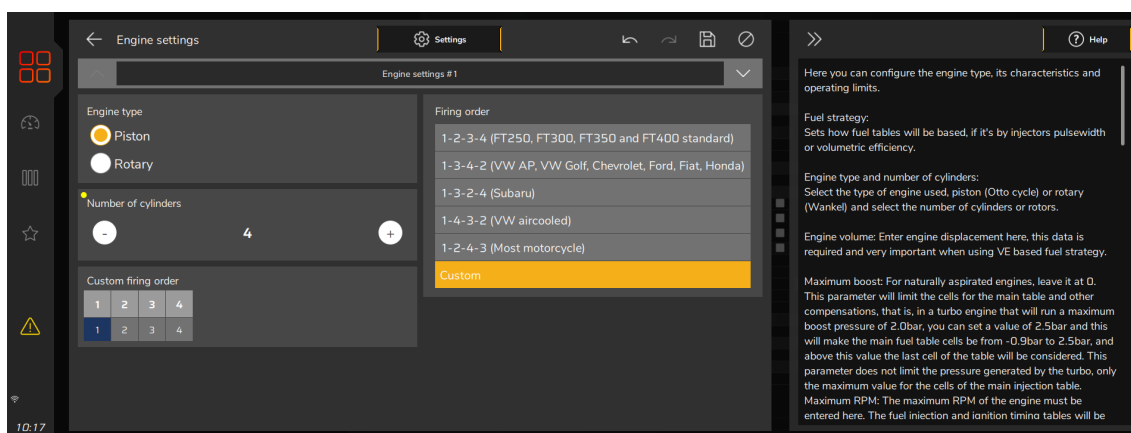 Engine settings
Settings
Engine settings #1
Engine type
Piston
Rotary
Number of cylinders
- 4 +
Custom firing order
1 2 3 4
1 2 3 4
Firing order
1-2-3-4 (FT250, FT300, FT350 and FT400 standard)
1-3-4-2 (VW AP, VW Golf, Chevrolet, Ford, Fiat, Honda)
1-3-2-4 (Subaru)
1-4-3-2 (VW aircooled)
1-2-4-3 (Most motorcycle)
Custom
10:17
? Help
Here you can configure the engine type, its characteristics and
operating limits.
Fuel strategy:
Sets how fuel tables will be based, if it's by injectors pulsewidth
or volumetric efficiency.
Engine type and number of cylinders:
Select the type of engine used, piston (Otto cycle) or rotary
(Wankel) and select the number of cylinders or rotors.
Engine volume: Enter engine displacement here, this data is
required and very important when using VE based fuel strategy.
Maximum boost: For naturally aspirated engines, leave it at 0.
This parameter will limit the cells for the main table and other
compensations, that is, in a turbo engine that will run a maximum
boost pressure of 2.0bar, you can set a value of 2.5bar and this
will make the main fuel table cells be from -0.9bar to 2.5bar, and
above this value the last cell of the table will be considered. This
parameter does not limit the pressure generated by the turbo, only
the maximum value for the cells of the main injection table.
Maximum RPM: The maximum RPM of the engine must be
entered here. The fuel injection and ignition timing tables will be